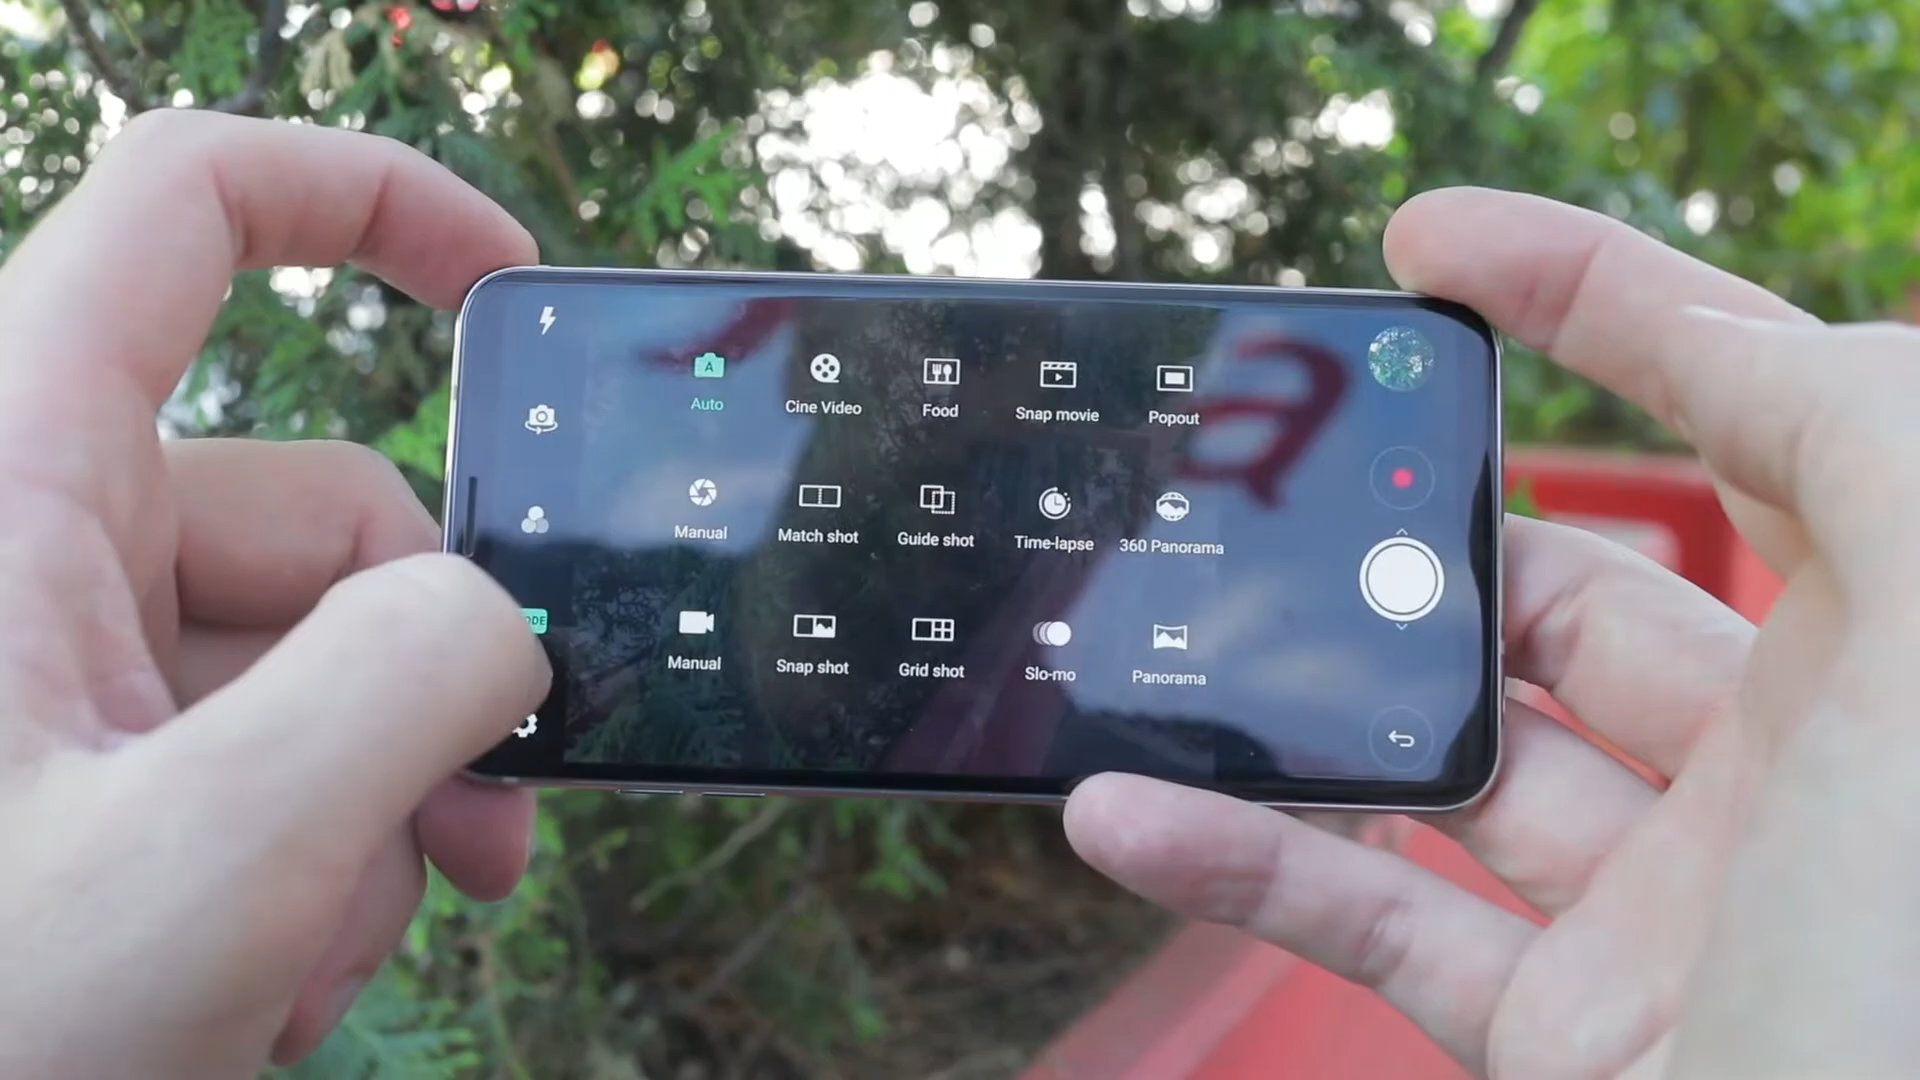 A
Auto
Cine Video
Food
Snap movie
Popout
a
Manual
Match shot
Guide shot
Time-lapse
360 Panorama
Manual
Snap shot
Grid shot
Slo-mo
Panorama